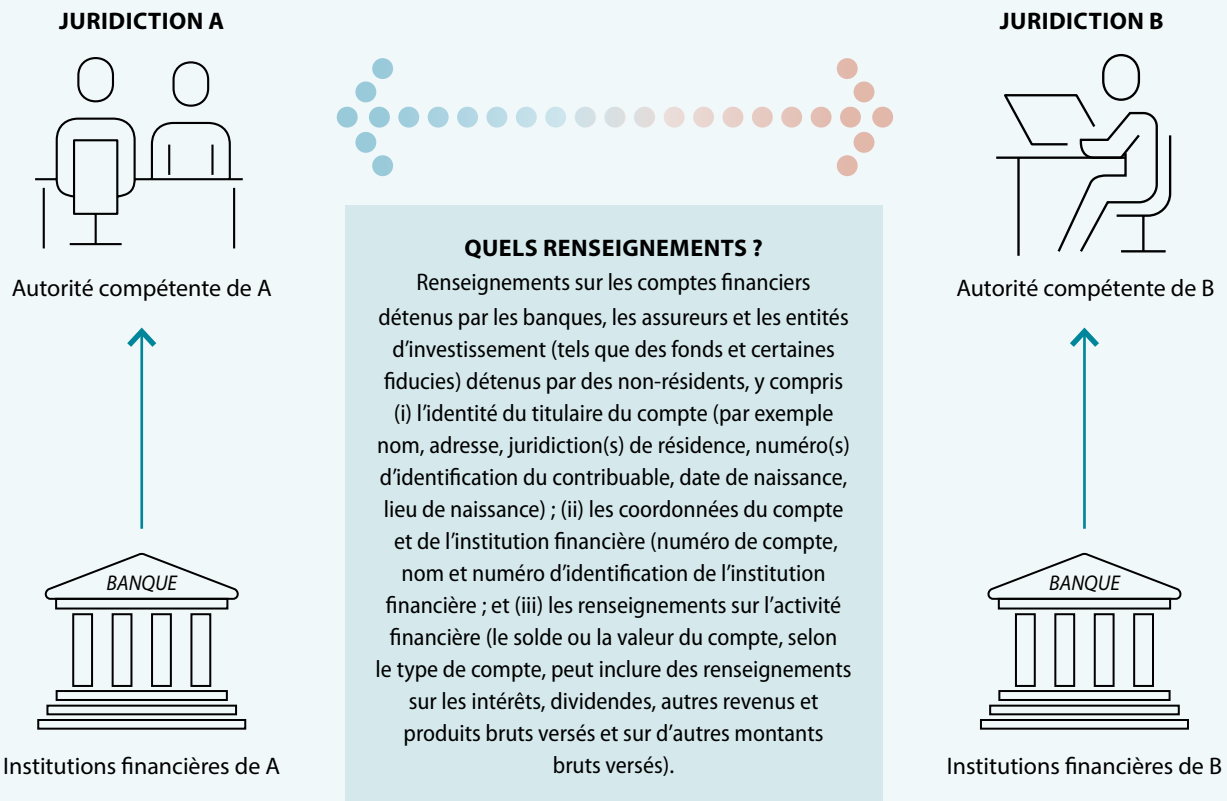 JURIDICTION A
JURIDICTION B
Autorité compétente de A
Autorité compétente de B
QUELS RENSEIGNEMENTS ?
Renseignements sur les comptes financiers
détenus par les banques, les assureurs et les entités
d’investissement (tels que des fonds et certaines
fiducies) détenus par des non-résidents, y compris
(i) l’identité du titulaire du compte (par exemple
nom, adresse, juridiction(s) de résidence, numéro(s)
d’identification du contribuable, date de naissance,
lieu de naissance) ; (ii) les coordonnées du compte
et de l’institution financière (numéro de compte,
nom et numéro d’identification de l’institution
financière ; et (iii) les renseignements sur l’activité
financière (le solde ou la valeur du compte, selon
le type de compte, peut inclure des renseignements
sur les intérêts, dividendes, autres revenus et
produits bruts versés et sur d’autres montants
bruts versés).
BANQUE
BANQUE
Institutions financières de A
Institutions financières de B